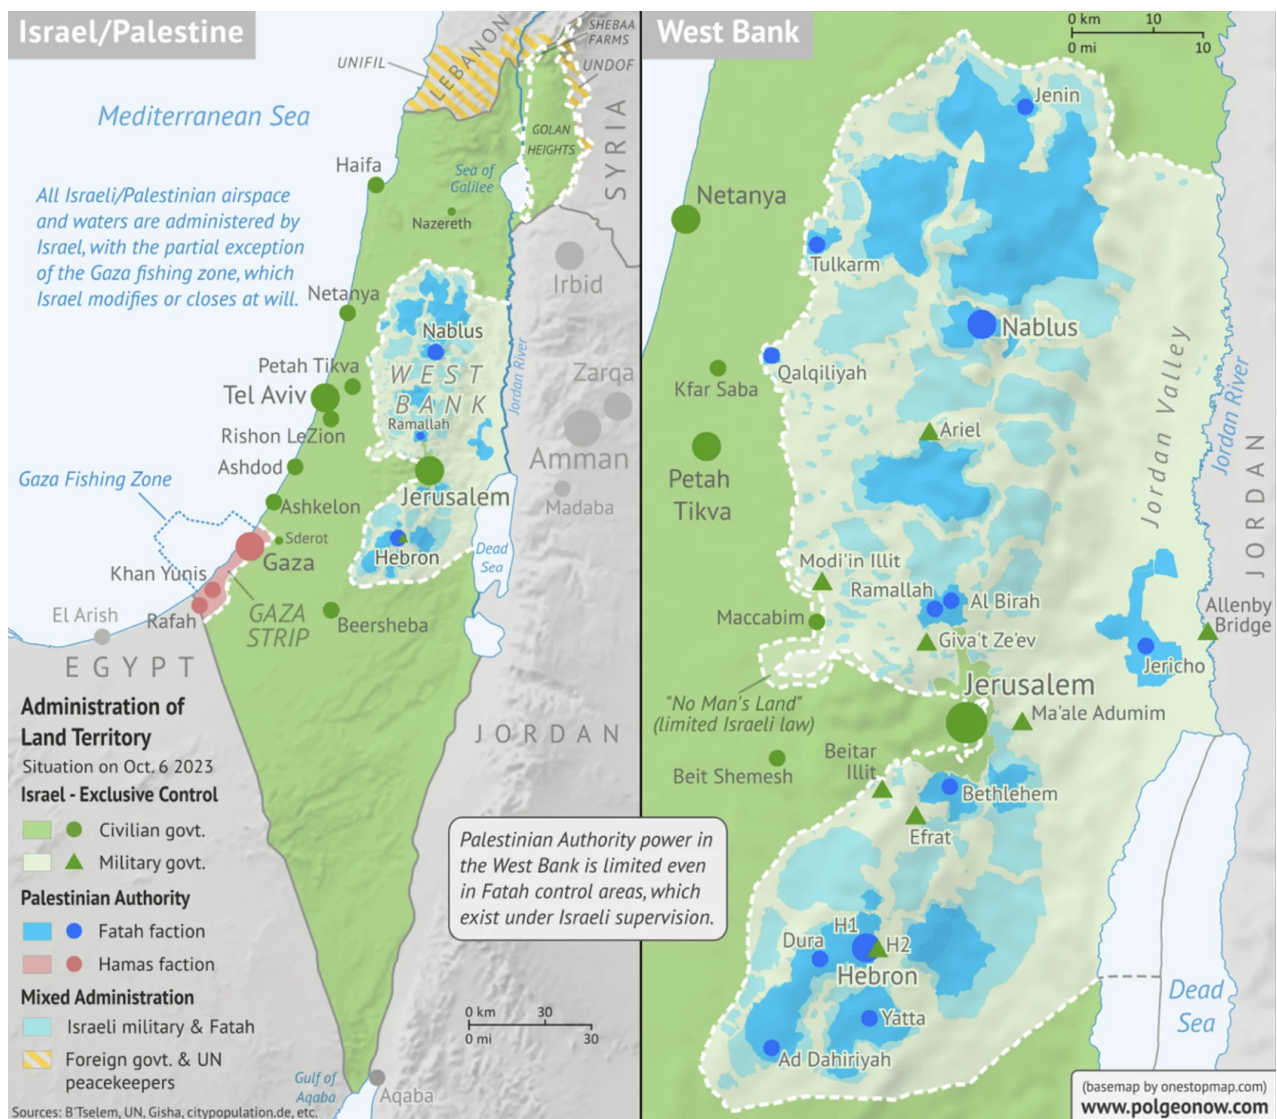 Israel/Palestine
UNIFIL
LEBANON
SHEBAA
FARMS
UNDOF
Mediterranean Sea
GOLAN
HEIGHTS
SYRIA
Haifa
Sea of
Galilee
Nazereth
All Israeli/Palestinian airspace
and waters are administered by
Israel, with the partial exception
of the Gaza fishing zone, which
Israel modifies or closes at will.
Irbid
Netanya
Nablus
Petah Tikva
WEST
BANK
Jordan River
Zarqa
Tel Aviv
Ramallah
Rishon LeZion
Amman
Ashdod
Gaza Fishing Zone
Jerusalem
Madaba
Ashkelon
Sderot
Gaza
Hebron
Dead
Sea
Khan Yunis
El Arish
Rafah
GAZA
STRIP
Beersheba
EGYPT
JORDAN
Administration of
Land Territory
Situation on Oct. 6 2023
Israel - Exclusive Control
Civilian govt.
Military govt.
Palestinian Authority
Fatah faction
Hamas faction
Mixed Administration
Israeli military & Fatah
Foreign govt. & UN
peacekeepers
Sources: B'Tselem, UN, Gisha, citypopulation.de, etc.
Palestinian Authority power in
the West Bank is limited even
in Fatah control areas, which
exist under Israeli supervision.
0 km 30
0 mi 30
Gulf of
Aqaba
Aqaba
West Bank
0 km 10
0 mi 10
Jenin
Netanya
Tulkarm
Nablus
Qalqiliyah
Kfar Saba
Jordan Valley
Jordan River
Ariel
Petah
Tikva
JORDAN
Modi'in Illit
Ramallah
Al Birah
Maccabim
Allenby
Bridge
Giva't Ze'ev
Jericho
"No Man's Land"
(limited Israeli law)
Jerusalem
Ma'ale Adumim
Beit Shemesh
Beitar
Illit
Bethlehem
Efrat
H1
Dura
H2
Hebron
Yatta
Ad Dahiriyah
Dead
Sea
(basemap by onestopmap.com)
www.polgeonow.com